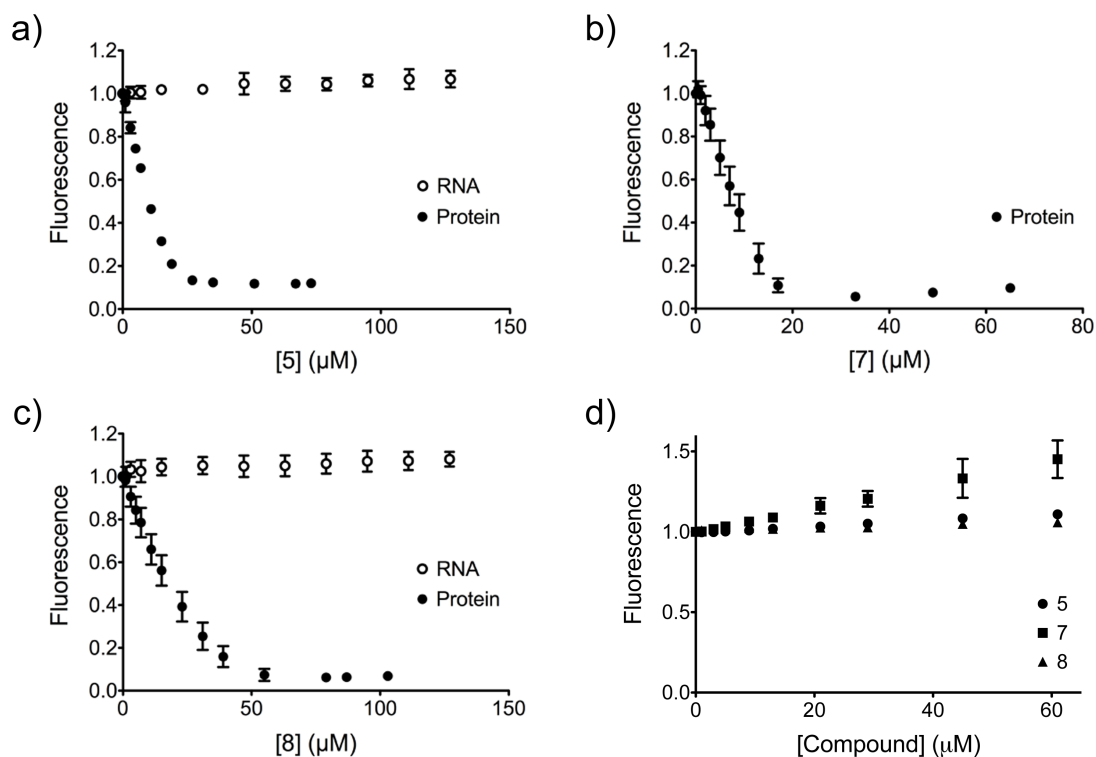 a)
1.2
1.0
0.8
0.6
0.4
0.2
0.0
Fluorescence
RNA
Protein
0 50 100 150
[5] (µM)
b)
1.2
1.0
0.8
0.6
0.4
0.2
0.0
Fluorescence
Protein
0 20 40 60 80
[7] (µM)
c)
1.2
1.0
0.8
0.6
0.4
0.2
0.0
Fluorescence
RNA
Protein
0 50 100 150
[8] (µM)
d)
1.5
1.0
0.5
0.0
Fluorescence
5
7
8
0 20 40 60
[Compound] (µM)